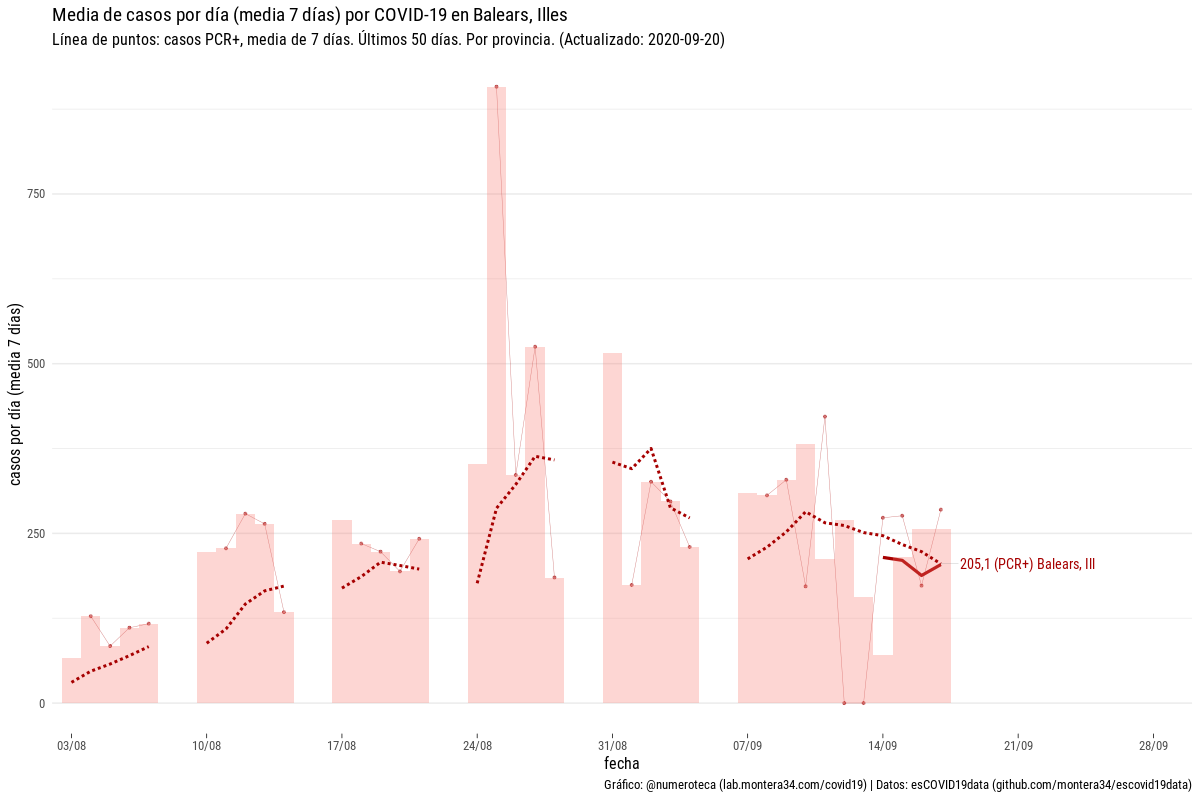 Media de casos por día (media 7 días) por COVID-19 en Balears, Illes
Línea de puntos: casos PCR+, media de 7 días. Últimos 50 días. Por provincia. (Actualizado: 2020-09-20)
casos por día (media 7 días)
750
500
250
0
205,1 (PCR+) Balears, Ill
03/08
10/08
17/08
24/08
31/08
07/09
14/09
21/09
28/09
fecha
Gráfico: @numeroteca (lab.montera34.com/covid19) | Datos: esCOVID19data (github.com/montera34/escovid19data)